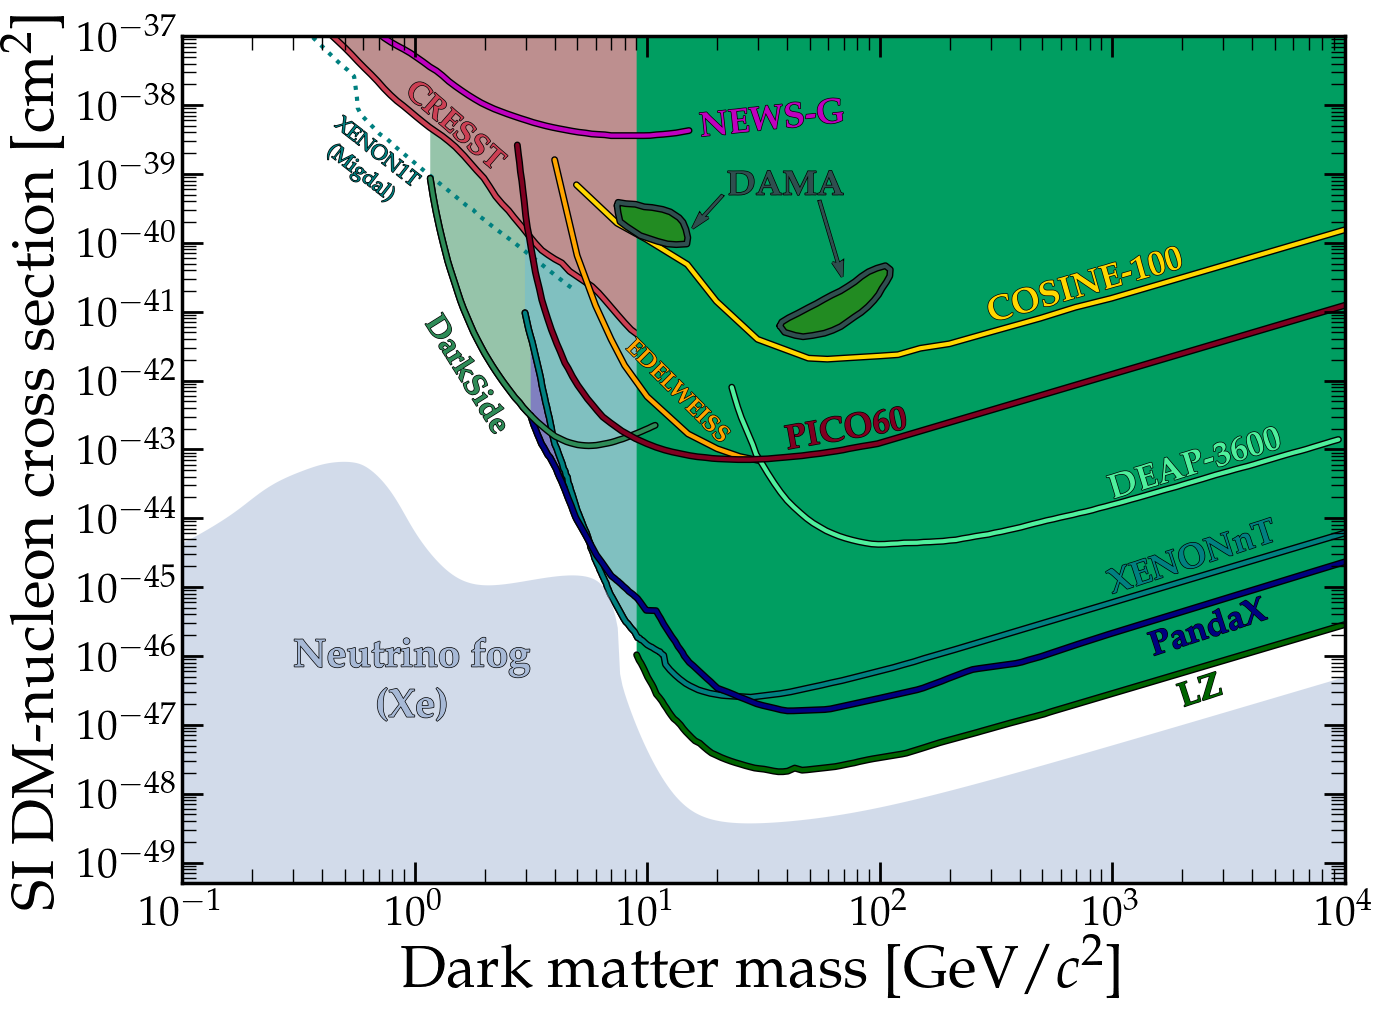 SI DM-nucleon cross section [cm²]
10⁻³⁷
10⁻³⁸
10⁻³⁹
10⁻⁴⁰
10⁻⁴¹
10⁻⁴²
10⁻⁴³
10⁻⁴⁴
10⁻⁴⁵
10⁻⁴⁶
10⁻⁴⁷
10⁻⁴⁸
10⁻⁴⁹
CRESST
NEWS-G
XENON1T
(Migdal)
DAMA
COSINE-100
DarkSide
EDELWEISS
PICO60
DEAP-3600
XENONnT
PandaX
LZ
Neutrino fog
(Xe)
10⁻¹ 10⁰ 10¹ 10² 10³ 10⁴
Dark matter mass [GeV/c²]